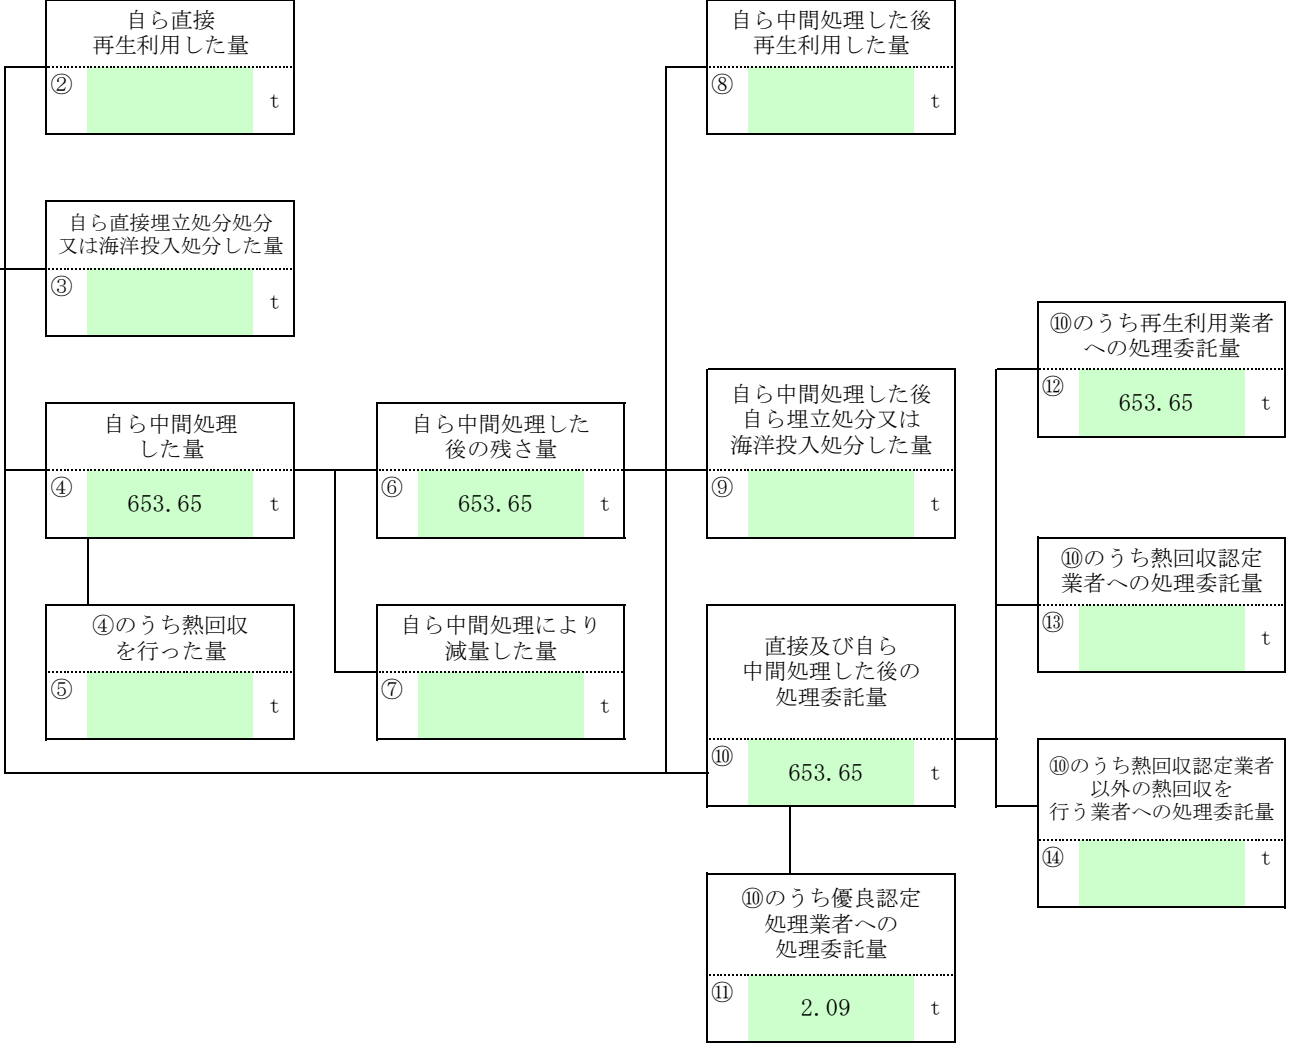 自ら直接
再生利用した量
②
t
自ら中間処理した後
再生利用した量
⑧
t
自ら直接埋立処分処分
又は海洋投入処分した量
③
t
⑩のうち再生利用業者
への処理委託量
⑫
653.65 t
自ら中間処理
した量
④
653.65 t
自ら中間処理した
後の残さ量
⑥
653.65 t
自ら中間処理した後
自ら埋立処分又は
海洋投入処分した量
⑨
t
⑩のうち熱回収認定
業者への処理委託量
⑬
t
④のうち熱回収
を行った量
⑤
t
自ら中間処理により
減量した量
⑦
t
直接及び自ら
中間処理した後の
処理委託量
⑩
653.65 t
⑩のうち熱回収認定業者
以外の熱回収を
行う業者への処理委託量
⑭
t
⑩のうち優良認定
処理業者への
処理委託量
⑪
2.09 t